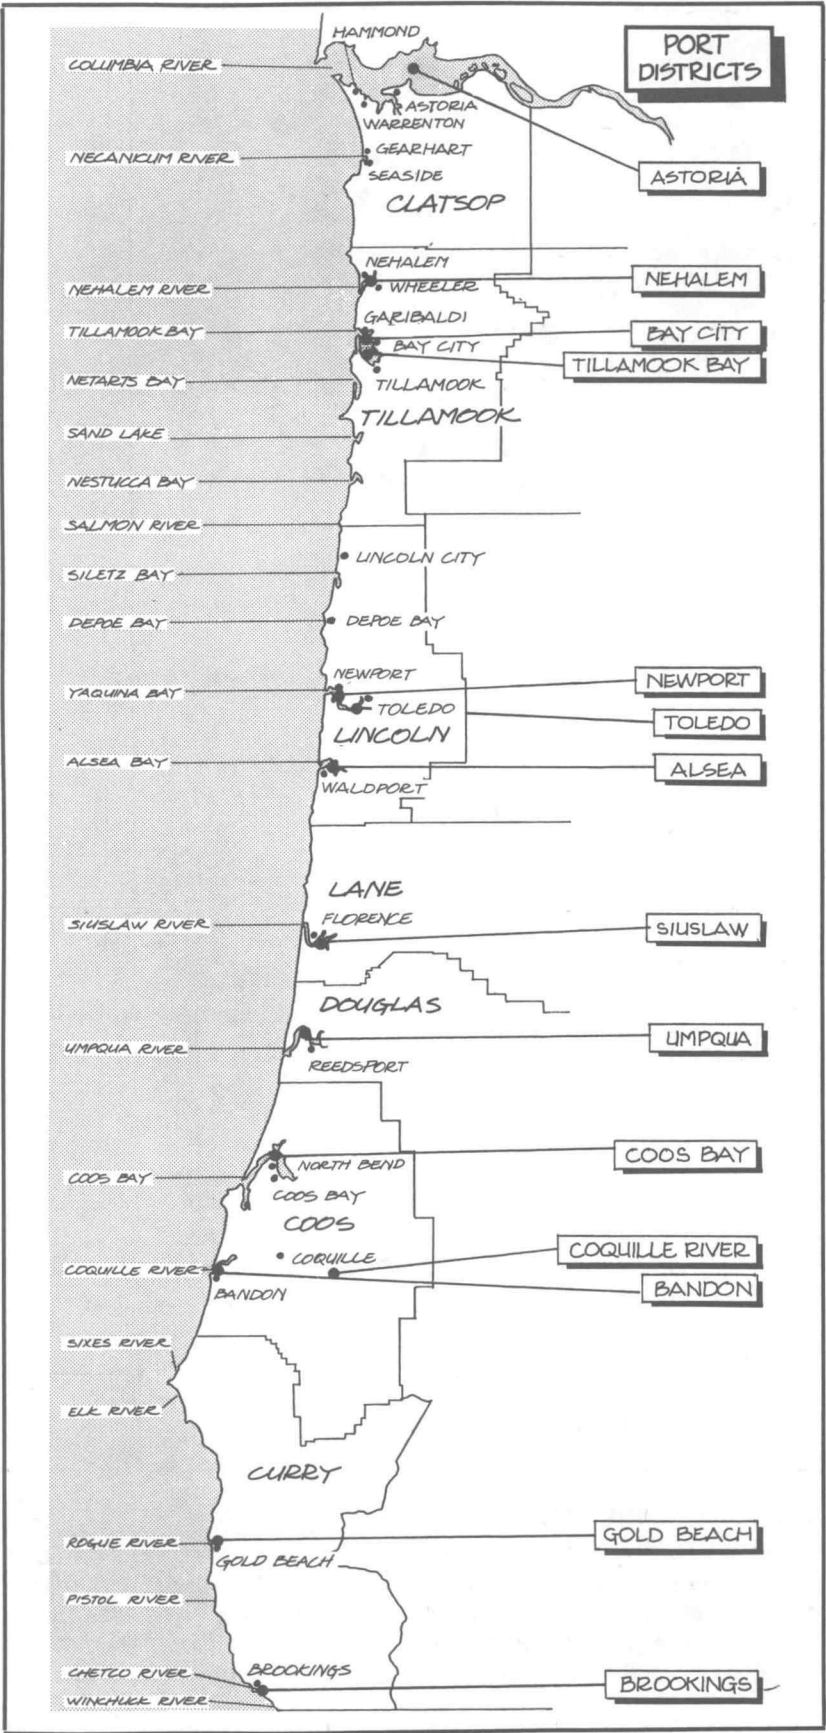 PORT
DISTRICTS
HAMMOND
COLUMBIA RIVER
ASTORIA
WARRENTON
GEARHART
NECANICUM RIVER
SEASIDE
ASTORIA
CLATSOP
NEHALEM
NEHALEM RIVER
WHEELER
NEHALEM
GARIBALDI
TILLAMOOK BAY
BAY CITY
BAY CITY
TILLAMOOK BAY
NETARTS BAY
TILLAMOOK
TILLAMOOK
SAND LAKE
NESTUCCA BAY
SALMON RIVER
LINCOLN CITY
SILETZ BAY
DEPOE BAY
DEPOE BAY
NEWPORT
NEWPORT
YAQUINA BAY
TOLEDO
TOLEDO
LINCOLN
ALSEA BAY
ALSEA
WALDPORT
LANE
SIUSLAW RIVER
FLORENCE
SIUSLAW
DOUGLAS
UMPQUA RIVER
UMPQUA
REEDSPORT
COOS BAY
NORTH BEND
COOS BAY
COOS BAY
COOS
COQUILLE
COQUILLE RIVER
COQUILLE RIVER
BANDON
BANDON
SIXES RIVER
ELK RIVER
CURRY
ROGUE RIVER
GOLD BEACH
GOLD BEACH
PISTOL RIVER
CHETCO RIVER
BROOKINGS
BROOKINGS
WINCHUCK RIVER